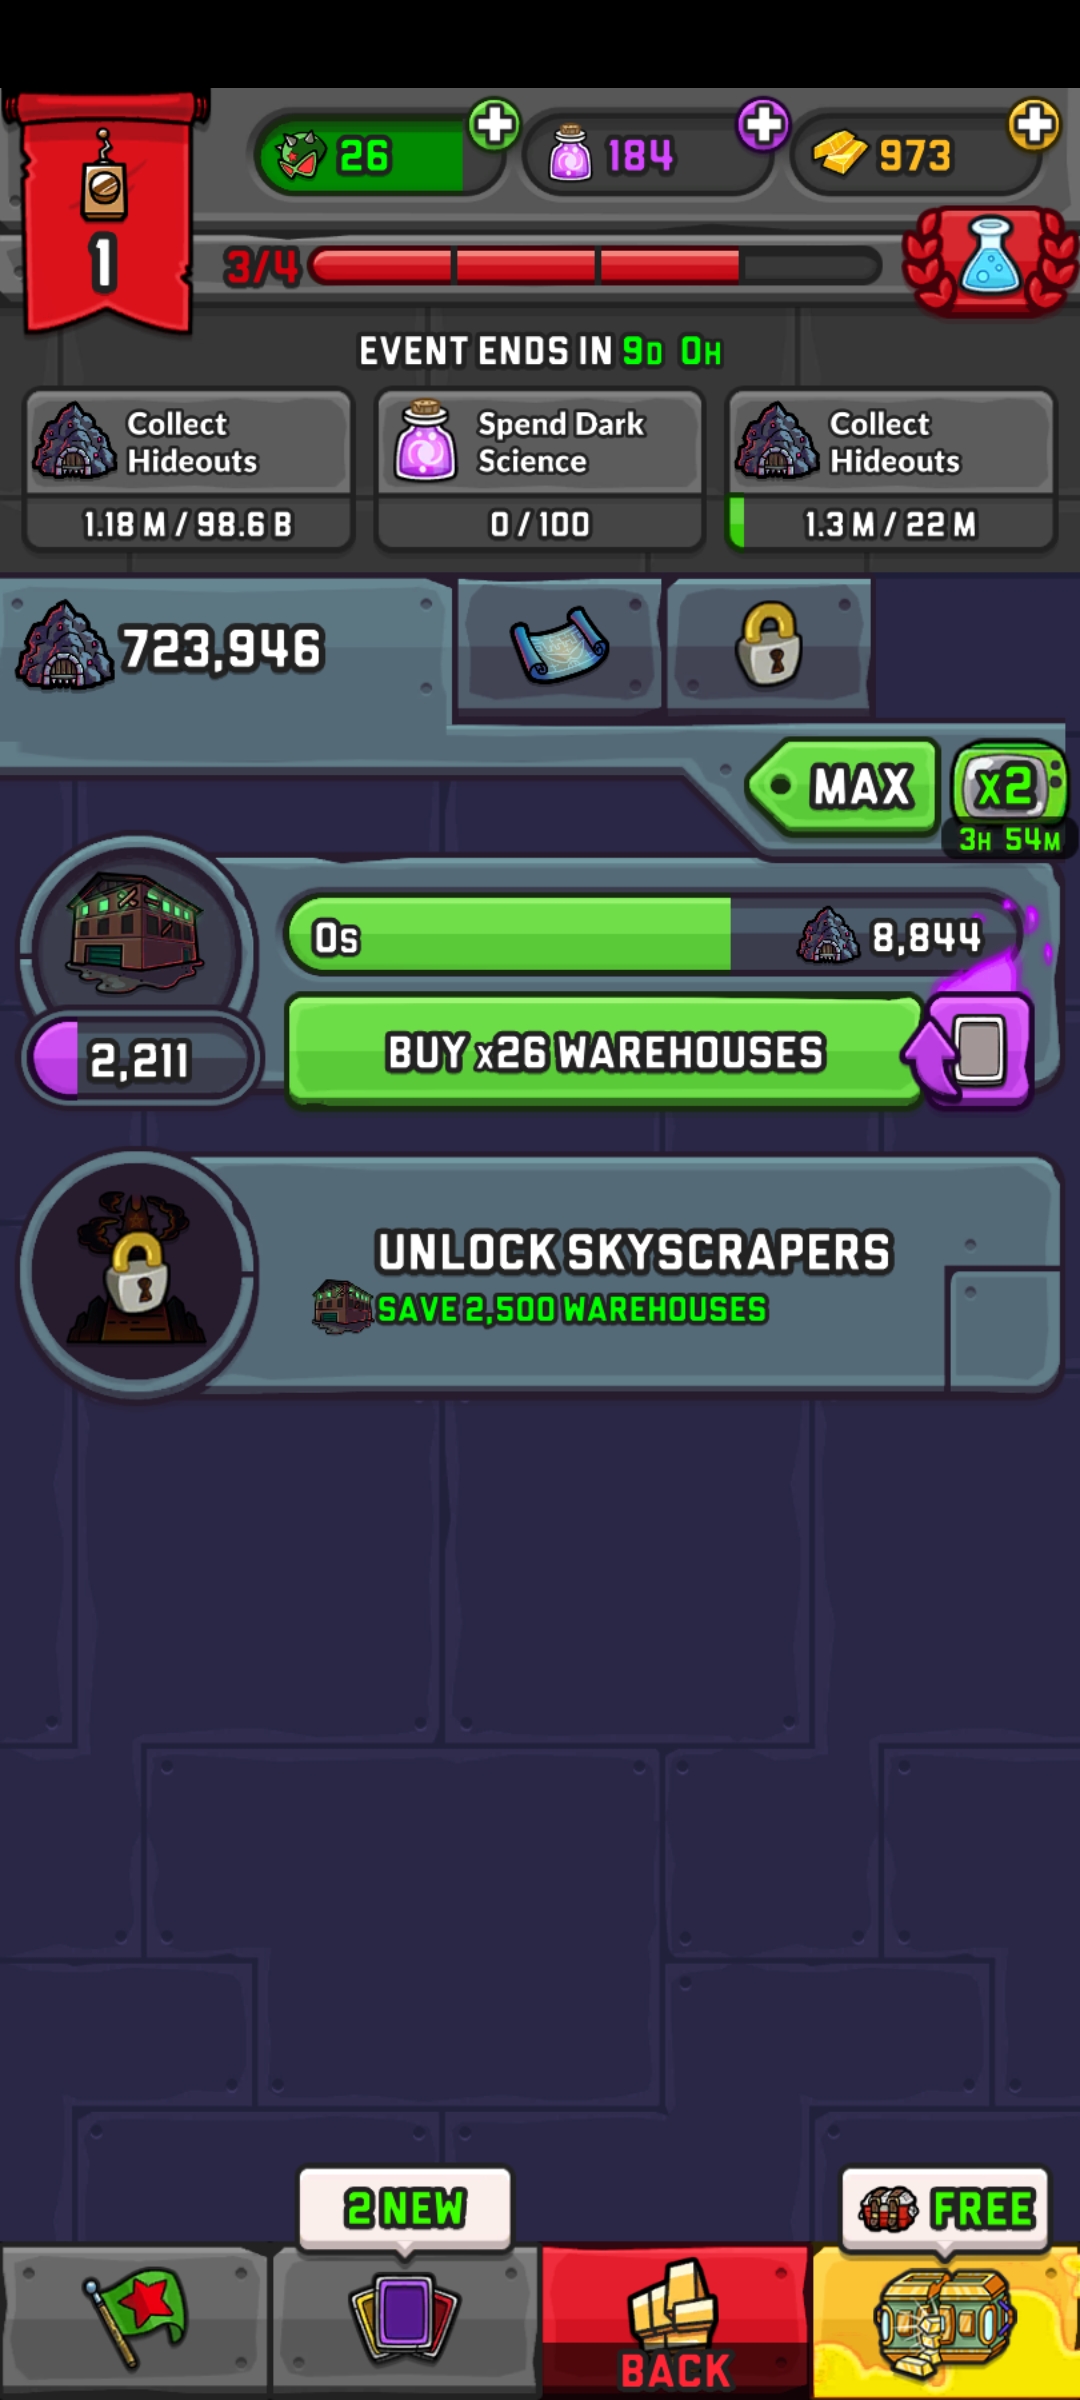 26
184
973
1
3/4
EVENT ENDS IN 9D 0H
Collect
Hideouts
1.18 M / 98.6 B
Spend Dark
Science
0 / 100
Collect
Hideouts
1.3 M / 22 M
723,946
MAX
x2
3H 54M
0s
8,844
2,211
BUY x26 WAREHOUSES
UNLOCK SKYSCRAPERS
SAVE 2,500 WAREHOUSES
2 NEW
FREE
BACK